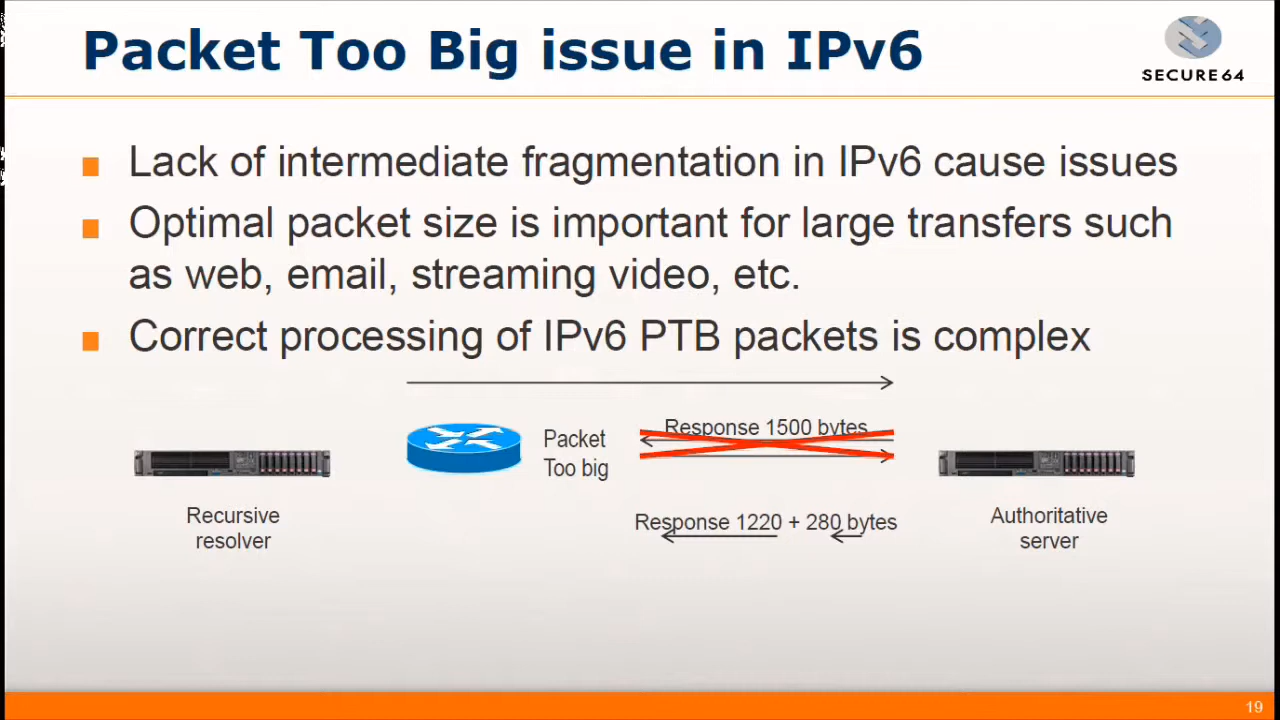 Packet Too Big issue in IPv6
SECURE64
Lack of intermediate fragmentation in IPv6 cause issues
Optimal packet size is important for large transfers such
as web, email, streaming video, etc.
Correct processing of IPv6 PTB packets is complex
Response 1500 bytes
Packet
Too big
Recursive
resolver
Response 1220 + 280 bytes
Authoritative
server
19